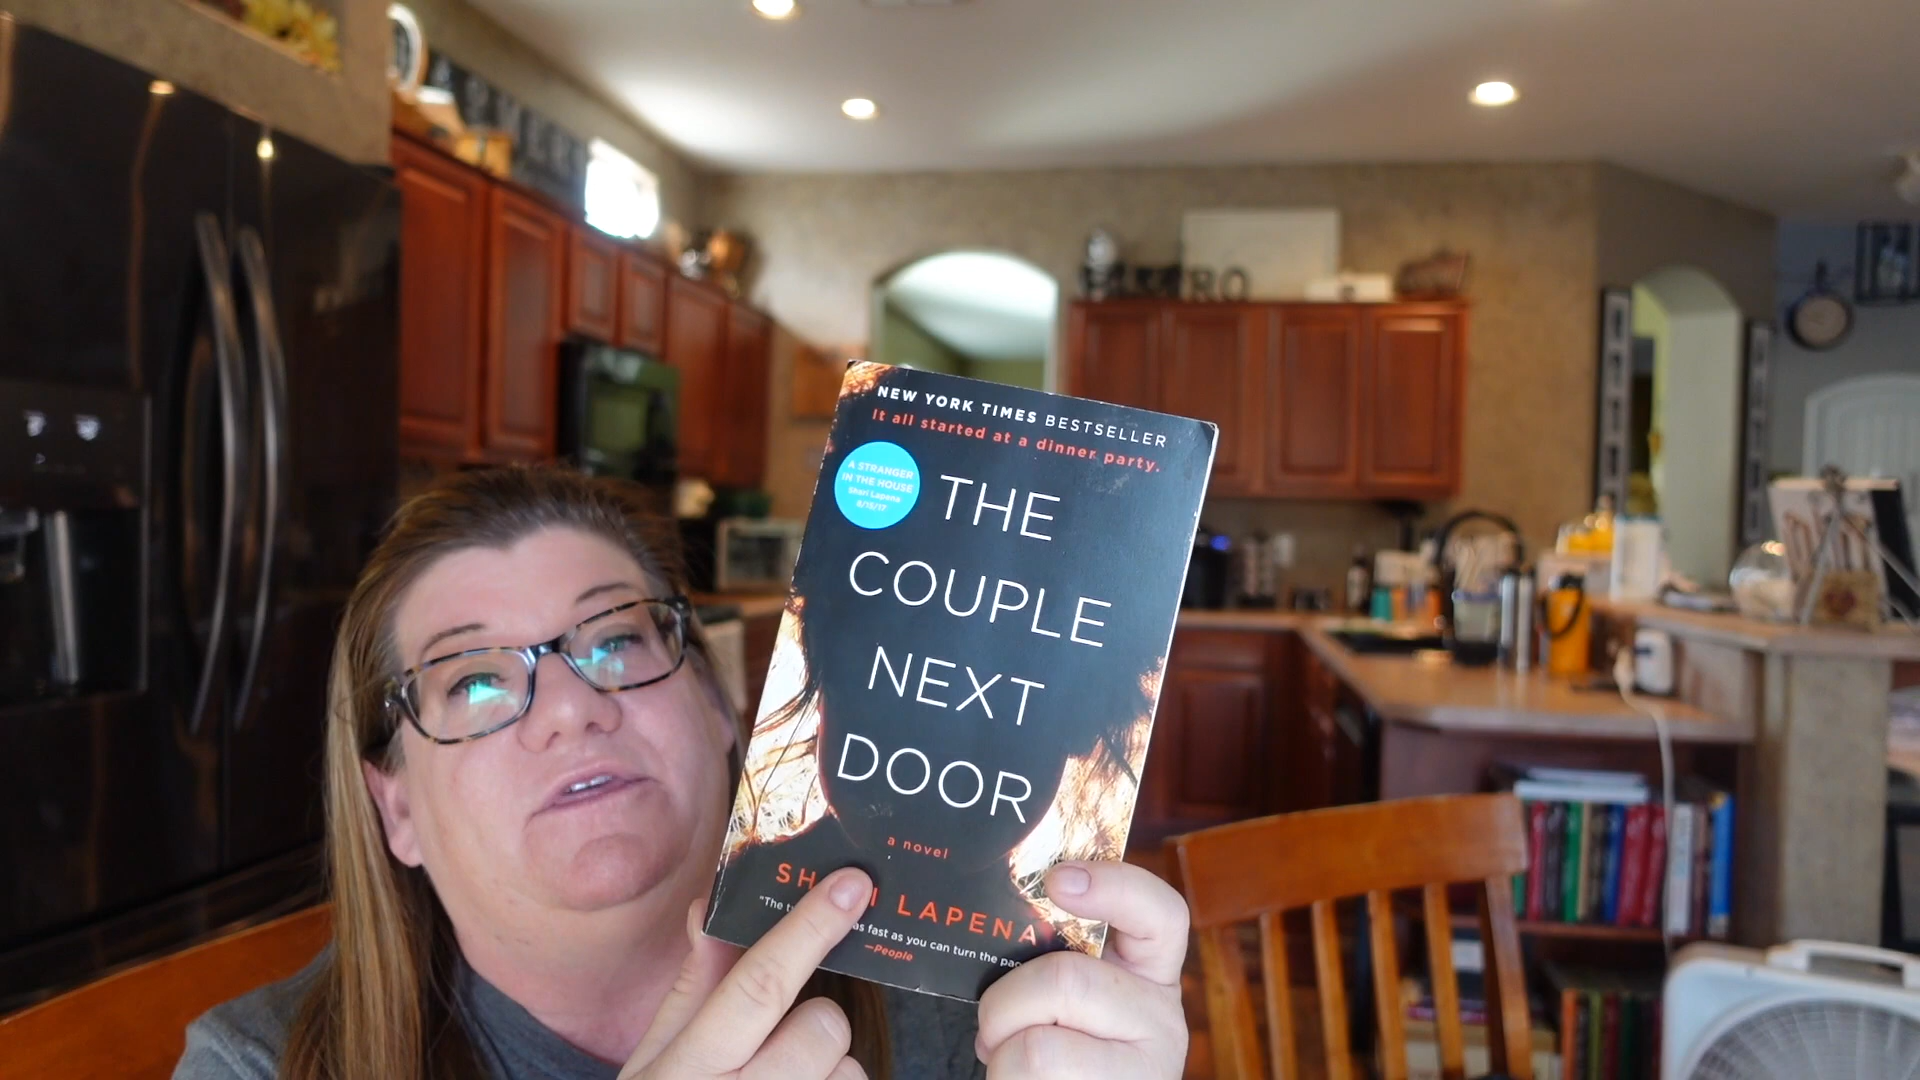 NEW YORK TIMES BESTSELLER
It all started at a dinner party.
A STRANGER
IN THE HOUSE
Shari Lapena
8/15/17
THE
COUPLE
NEXT
DOOR
a novel
LAPENA
"The
as fast as you can turn the
—People